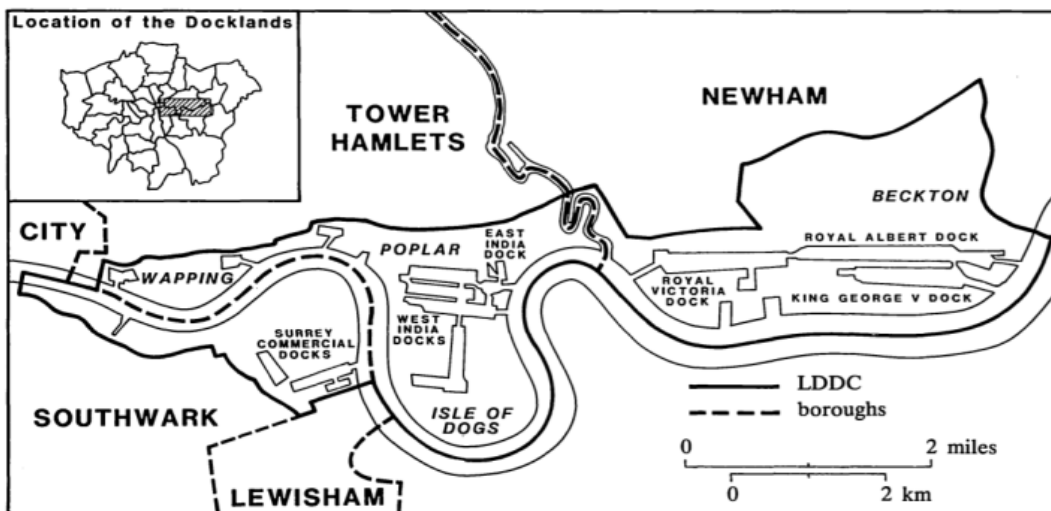 Location of the Docklands
TOWER
HAMLETS
NEWHAM
BECKTON
CITY
WAPPING
POPLAR
EAST
INDIA
DOCK
ROYAL ALBERT DOCK
ROYAL
VICTORIA
DOCK
KING GEORGE V DOCK
SURREY
COMMERCIAL
DOCKS
WEST
INDIA
DOCKS
ISLE OF
DOGS
SOUTHWARK
LEWISHAM
LDDC
boroughs
0 2 miles
0 2 km